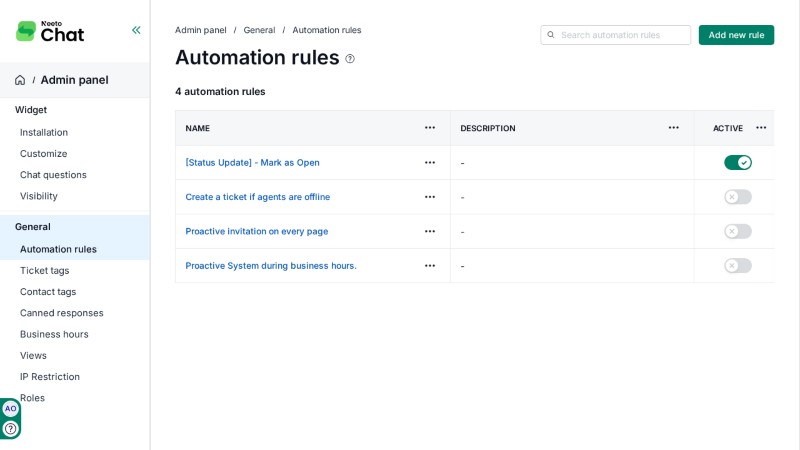 Neeto
Chat
/ Admin panel
Widget
Installation
Customize
Chat questions
Visibility
General
Automation rules
Ticket tags
Contact tags
Canned responses
Business hours
Views
IP Restriction
Roles
AO
?
Admin panel / General / Automation rules
Search automation rules
Add new rule
Automation rules ?
4 automation rules
NAME ••• DESCRIPTION ••• ACTIVE •••
[Status Update] - Mark as Open ••• -
Create a ticket if agents are offline ••• -
Proactive invitation on every page ••• -
Proactive System during business hours. ••• -